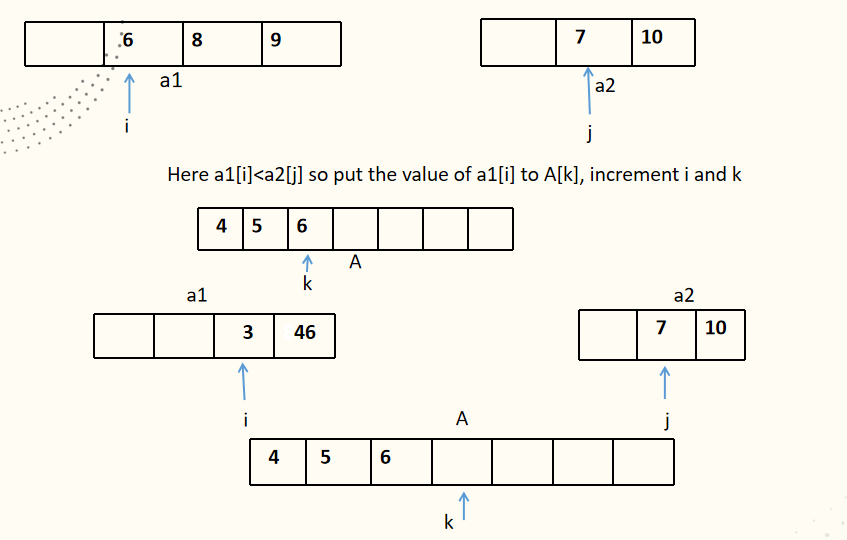 6 8 9
7 10
a1
a2
i
j
Here a1[i]<a2[j] so put the value of a1[i] to A[k], increment i and k
4 5 6
A
k
a1
a2
3 46
7 10
i
A
j
4 5 6
k